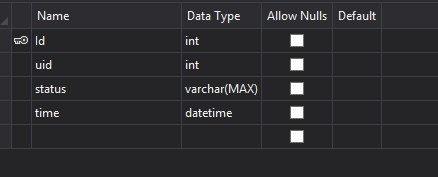 Name Data Type Allow Nulls Default
Id int
uid int
status varchar(MAX)
time datetime